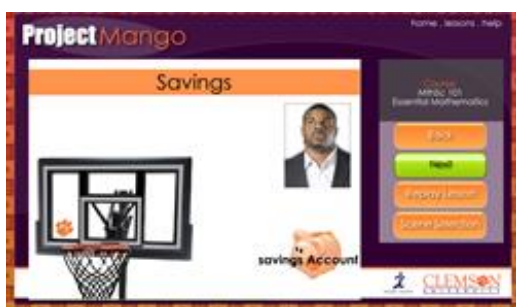 Project Mango
home . lessons . help
Savings
Course:
MthSc 101
Essential Mathematics
Back
Next
Replay Lesson
Scene Selection
savings Account
CLEMSON